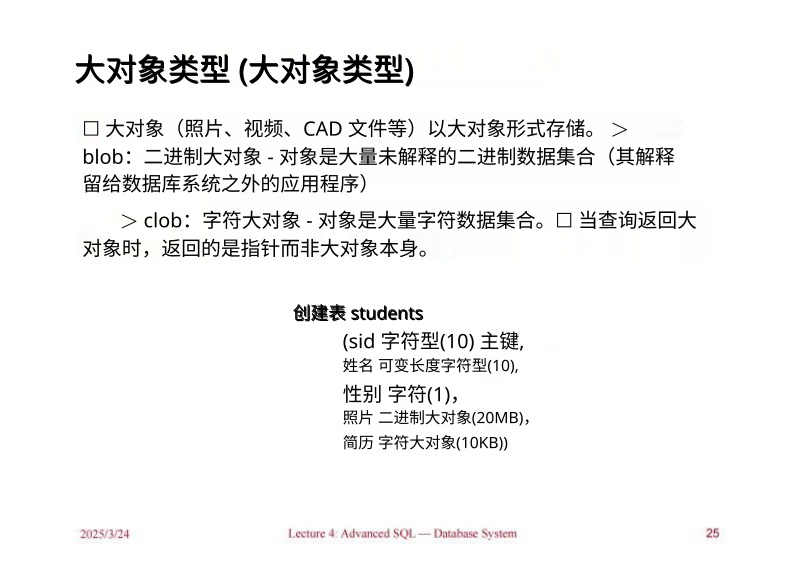 大对象类型 (大对象类型)
☐ 大对象（照片、视频、CAD 文件等）以大对象形式存储。 ＞
blob：二进制大对象 - 对象是大量未解释的二进制数据集合（其解释
留给数据库系统之外的应用程序）
＞ clob：字符大对象 - 对象是大量字符数据集合。☐ 当查询返回大
对象时，返回的是指针而非大对象本身。
创建表 students
(sid 字符型(10) 主键,
姓名 可变长度字符型(10),
性别 字符(1)，
照片 二进制大对象(20MB)，
简历 字符大对象(10KB))
2025/3/24 Lecture 4: Advanced SQL — Database System 25